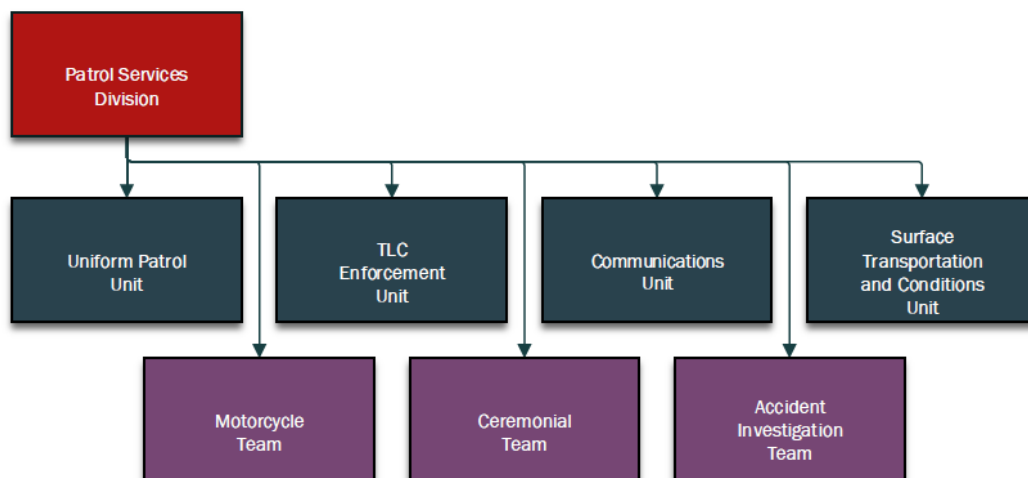 Patrol Services
Division
Uniform Patrol
Unit
TLC
Enforcement
Unit
Communications
Unit
Surface
Transportation
and Conditions
Unit
Motorcycle
Team
Ceremonial
Team
Accident
Investigation
Team